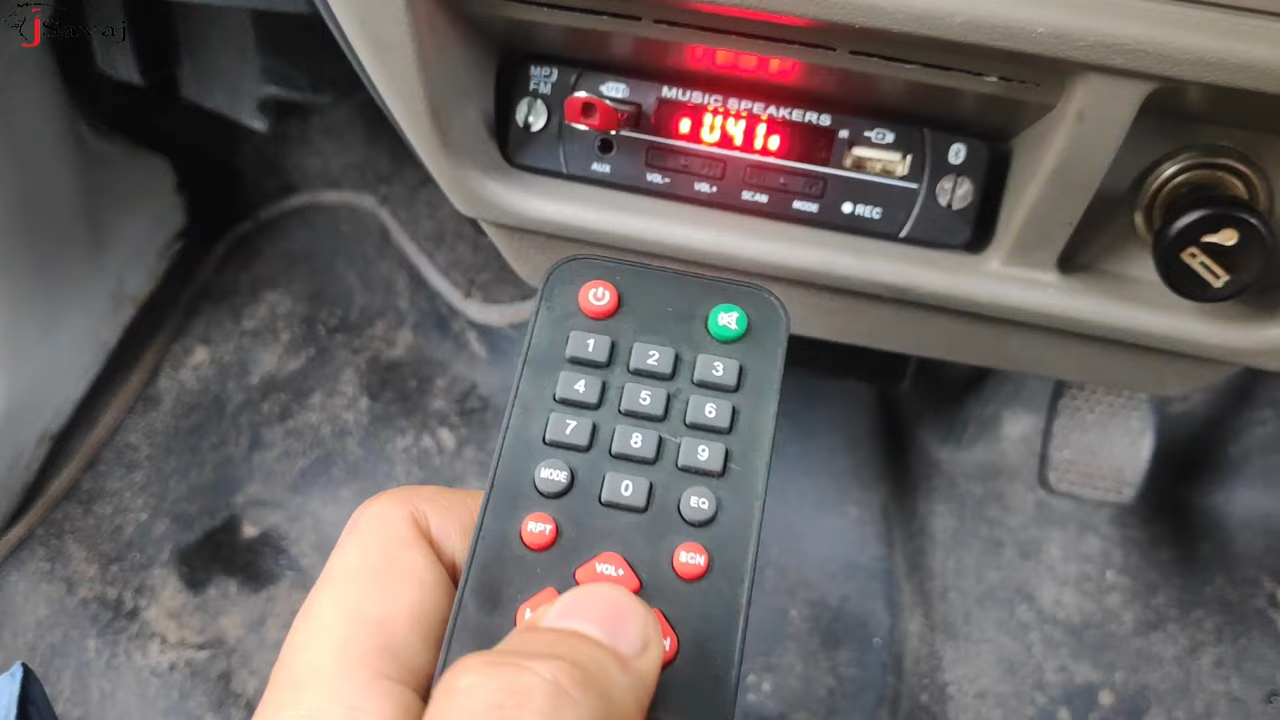 jSavaj
MP3
FM
USB
MUSIC SPEAKERS
U41
AUX
VOL-
VOL+
SCAN
MODE
REC
1
2
3
4
5
6
7
8
9
MODE
0
EQ
RPT
SCN
VOL+